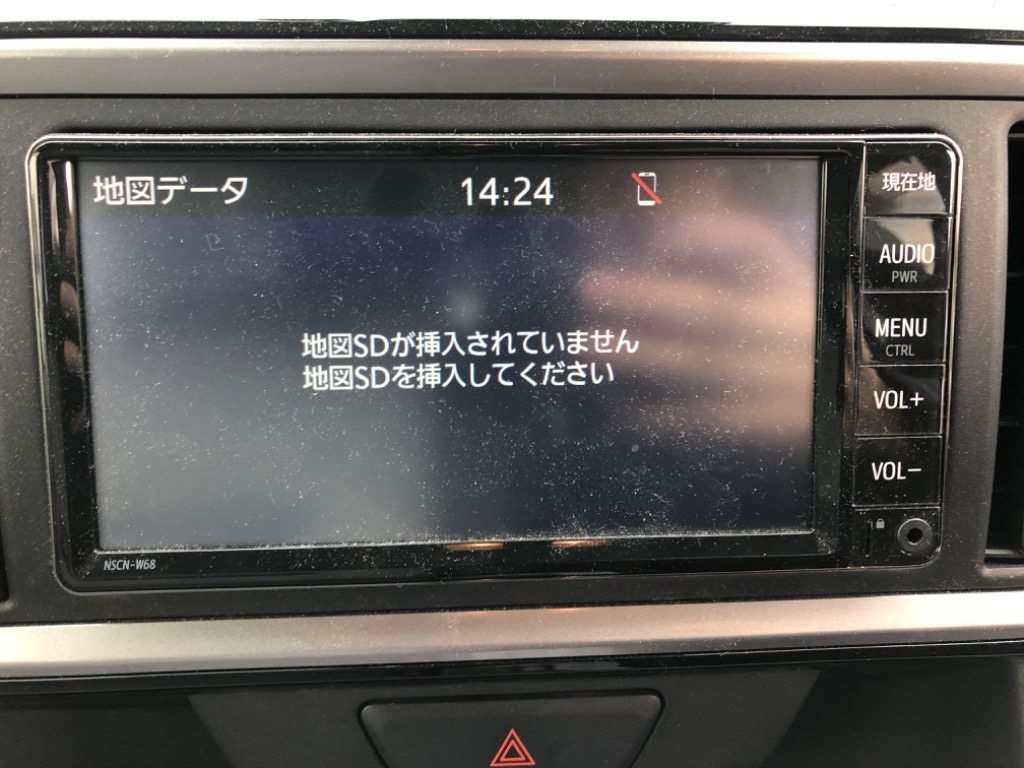 地図データ 14:24
現在地
AUDIO
PWR
地図SDが挿入されていません
地図SDを挿入してください
MENU
CTRL
VOL+
VOL−
NSCN-W68